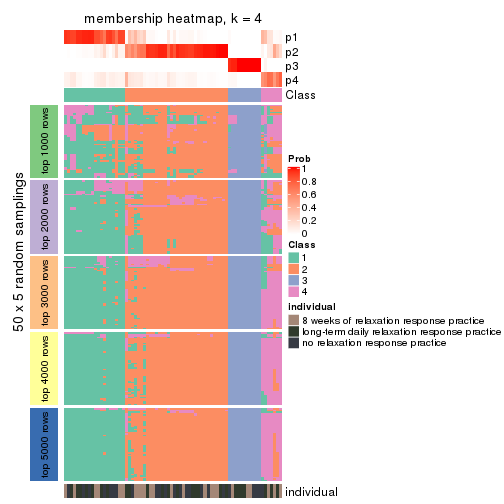 membership heatmap, k = 4
p1
p2
p3
p4
Class
50 x 5 random samplings
top 1000 rows
top 2000 rows
top 3000 rows
top 4000 rows
top 5000 rows
individual
Prob
1
0.8
0.6
0.4
0.2
0
Class
1
2
3
4
individual
8 weeks of relaxation response practice
long-term daily relaxation response practice
no relaxation response practice